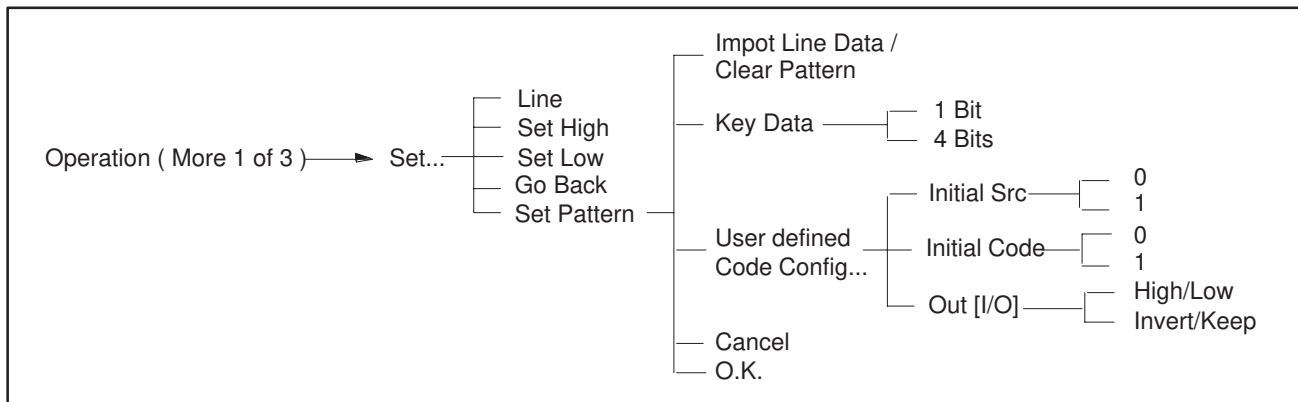 Operation ( More 1 of 3 )
Set...
Line
Set High
Set Low
Go Back
Set Pattern
Impot Line Data /
Clear Pattern
Key Data
1 Bit
4 Bits
User defined
Code Config...
Initial Src
0
1
Initial Code
0
1
Out [I/O]
High/Low
Invert/Keep
Cancel
O.K.